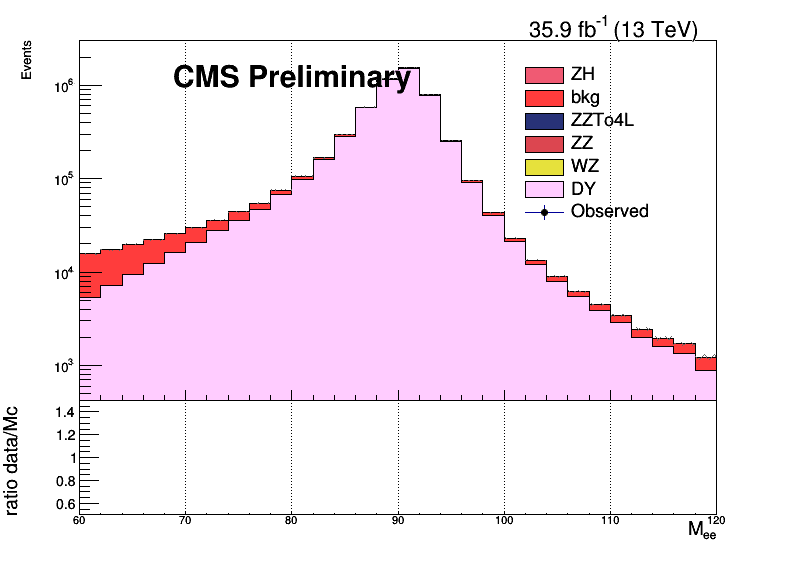 35.9 fb-1 (13 TeV)
Events
CMS Preliminary
ZH
bkg
ZZTo4L
ZZ
WZ
DY
Observed
10^6
10^5
10^4
10^3
ratio data/Mc
1.4
1.2
1
0.8
0.6
60 70 80 90 100 110 120
Mee